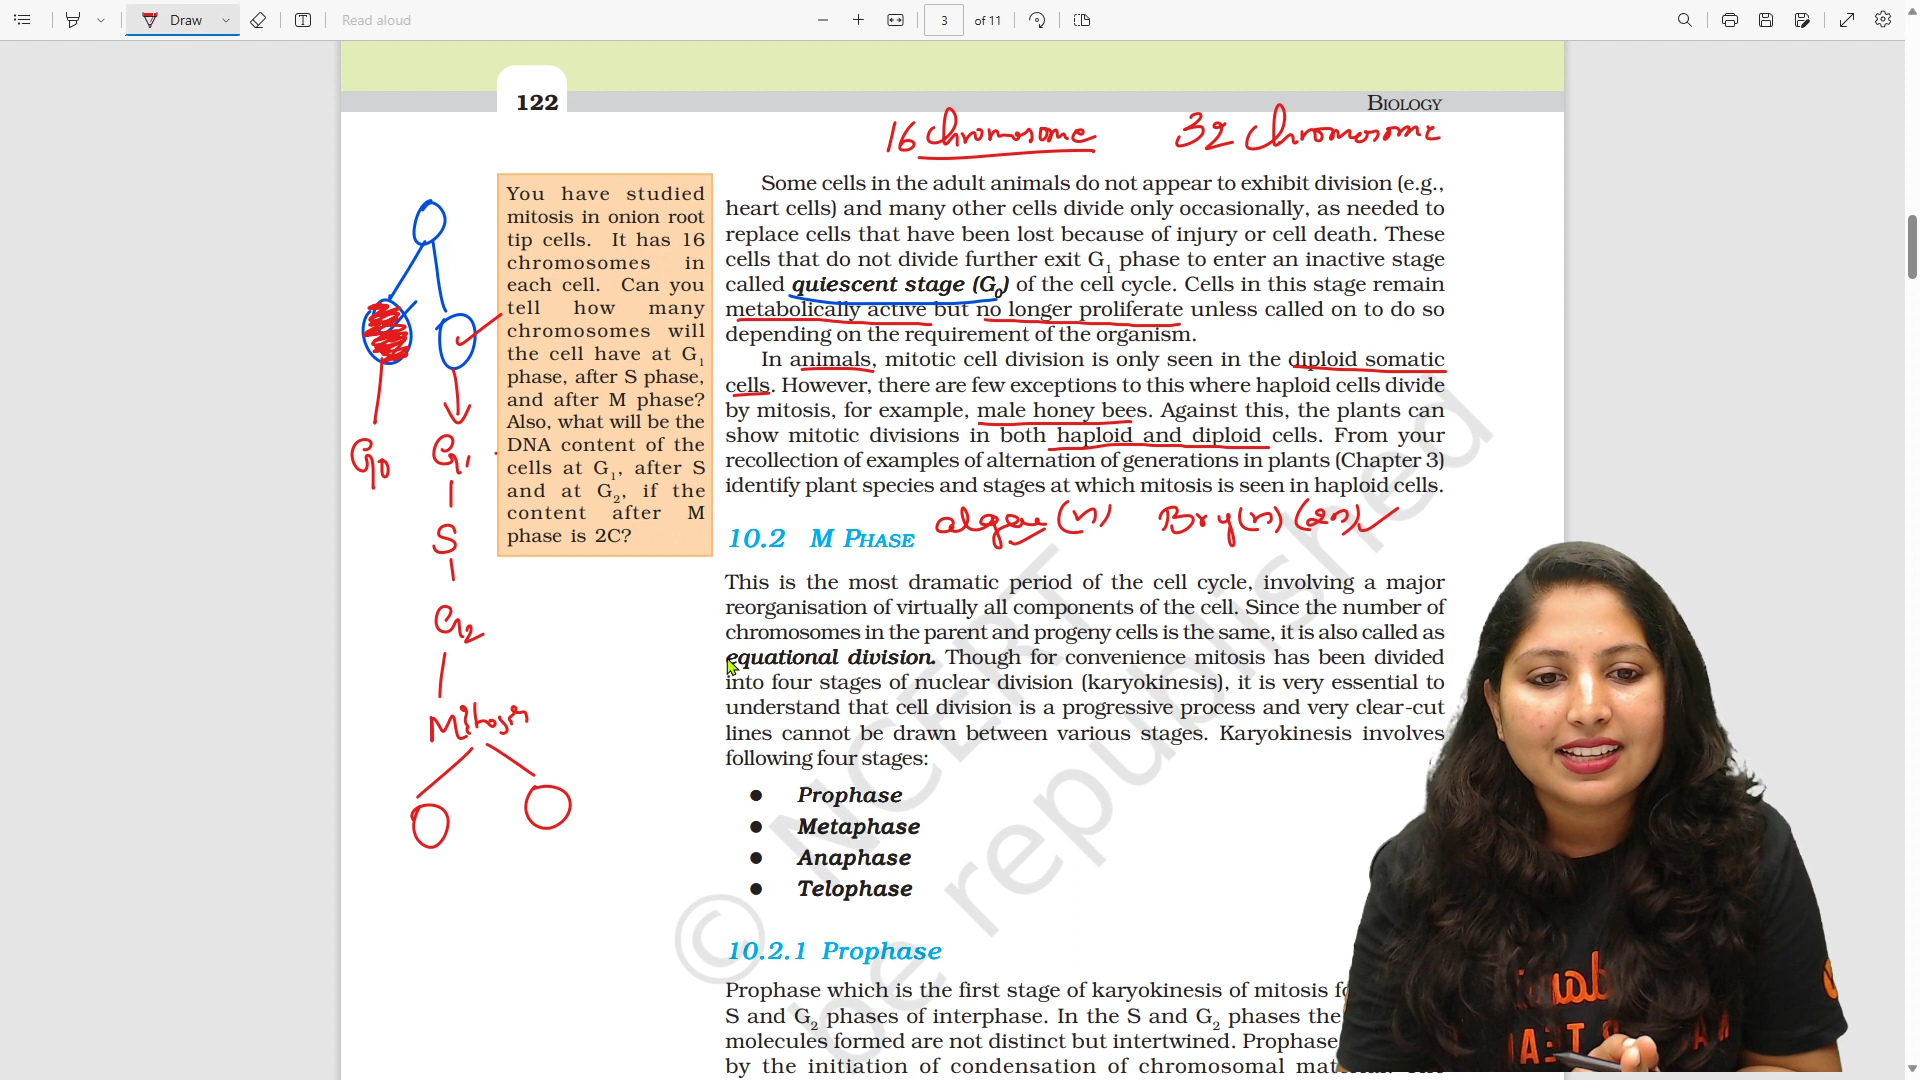 Draw
Read aloud
3 of 11
122
BIOLOGY
16 chromosome 32 chromosome
You have studied
mitosis in onion root
tip cells. It has 16
chromosomes in
each cell. Can you
tell how many
chromosomes will
the cell have at G1
phase, after S phase,
and after M phase?
Also, what will be the
DNA content of the
cells at G1, after S
and at G2, if the
content after M
phase is 2C?
G0
G1
S
G2
Mitosis
Some cells in the adult animals do not appear to exhibit division (e.g.,
heart cells) and many other cells divide only occasionally, as needed to
replace cells that have been lost because of injury or cell death. These
cells that do not divide further exit G1 phase to enter an inactive stage
called quiescent stage (G0) of the cell cycle. Cells in this stage remain
metabolically active but no longer proliferate unless called on to do so
depending on the requirement of the organism.
In animals, mitotic cell division is only seen in the diploid somatic
cells. However, there are few exceptions to this where haploid cells divide
by mitosis, for example, male honey bees. Against this, the plants can
show mitotic divisions in both haploid and diploid cells. From your
recollection of examples of alternation of generations in plants (Chapter 3)
identify plant species and stages at which mitosis is seen in haploid cells.
algae (n) Bry(n) (2n)
10.2 M PHASE
This is the most dramatic period of the cell cycle, involving a major
reorganisation of virtually all components of the cell. Since the number of
chromosomes in the parent and progeny cells is the same, it is also called as
equational division. Though for convenience mitosis has been divided
into four stages of nuclear division (karyokinesis), it is very essential to
understand that cell division is a progressive process and very clear-cut
lines cannot be drawn between various stages. Karyokinesis involves
following four stages:
● Prophase
● Metaphase
● Anaphase
● Telophase
10.2.1 Prophase
Prophase which is the first stage of karyokinesis of mitosis
S and G2 phases of interphase. In the S and G2 phases the
molecules formed are not distinct but intertwined. Prophase
by the initiation of condensation of chromosomal
© NCERT
be republished